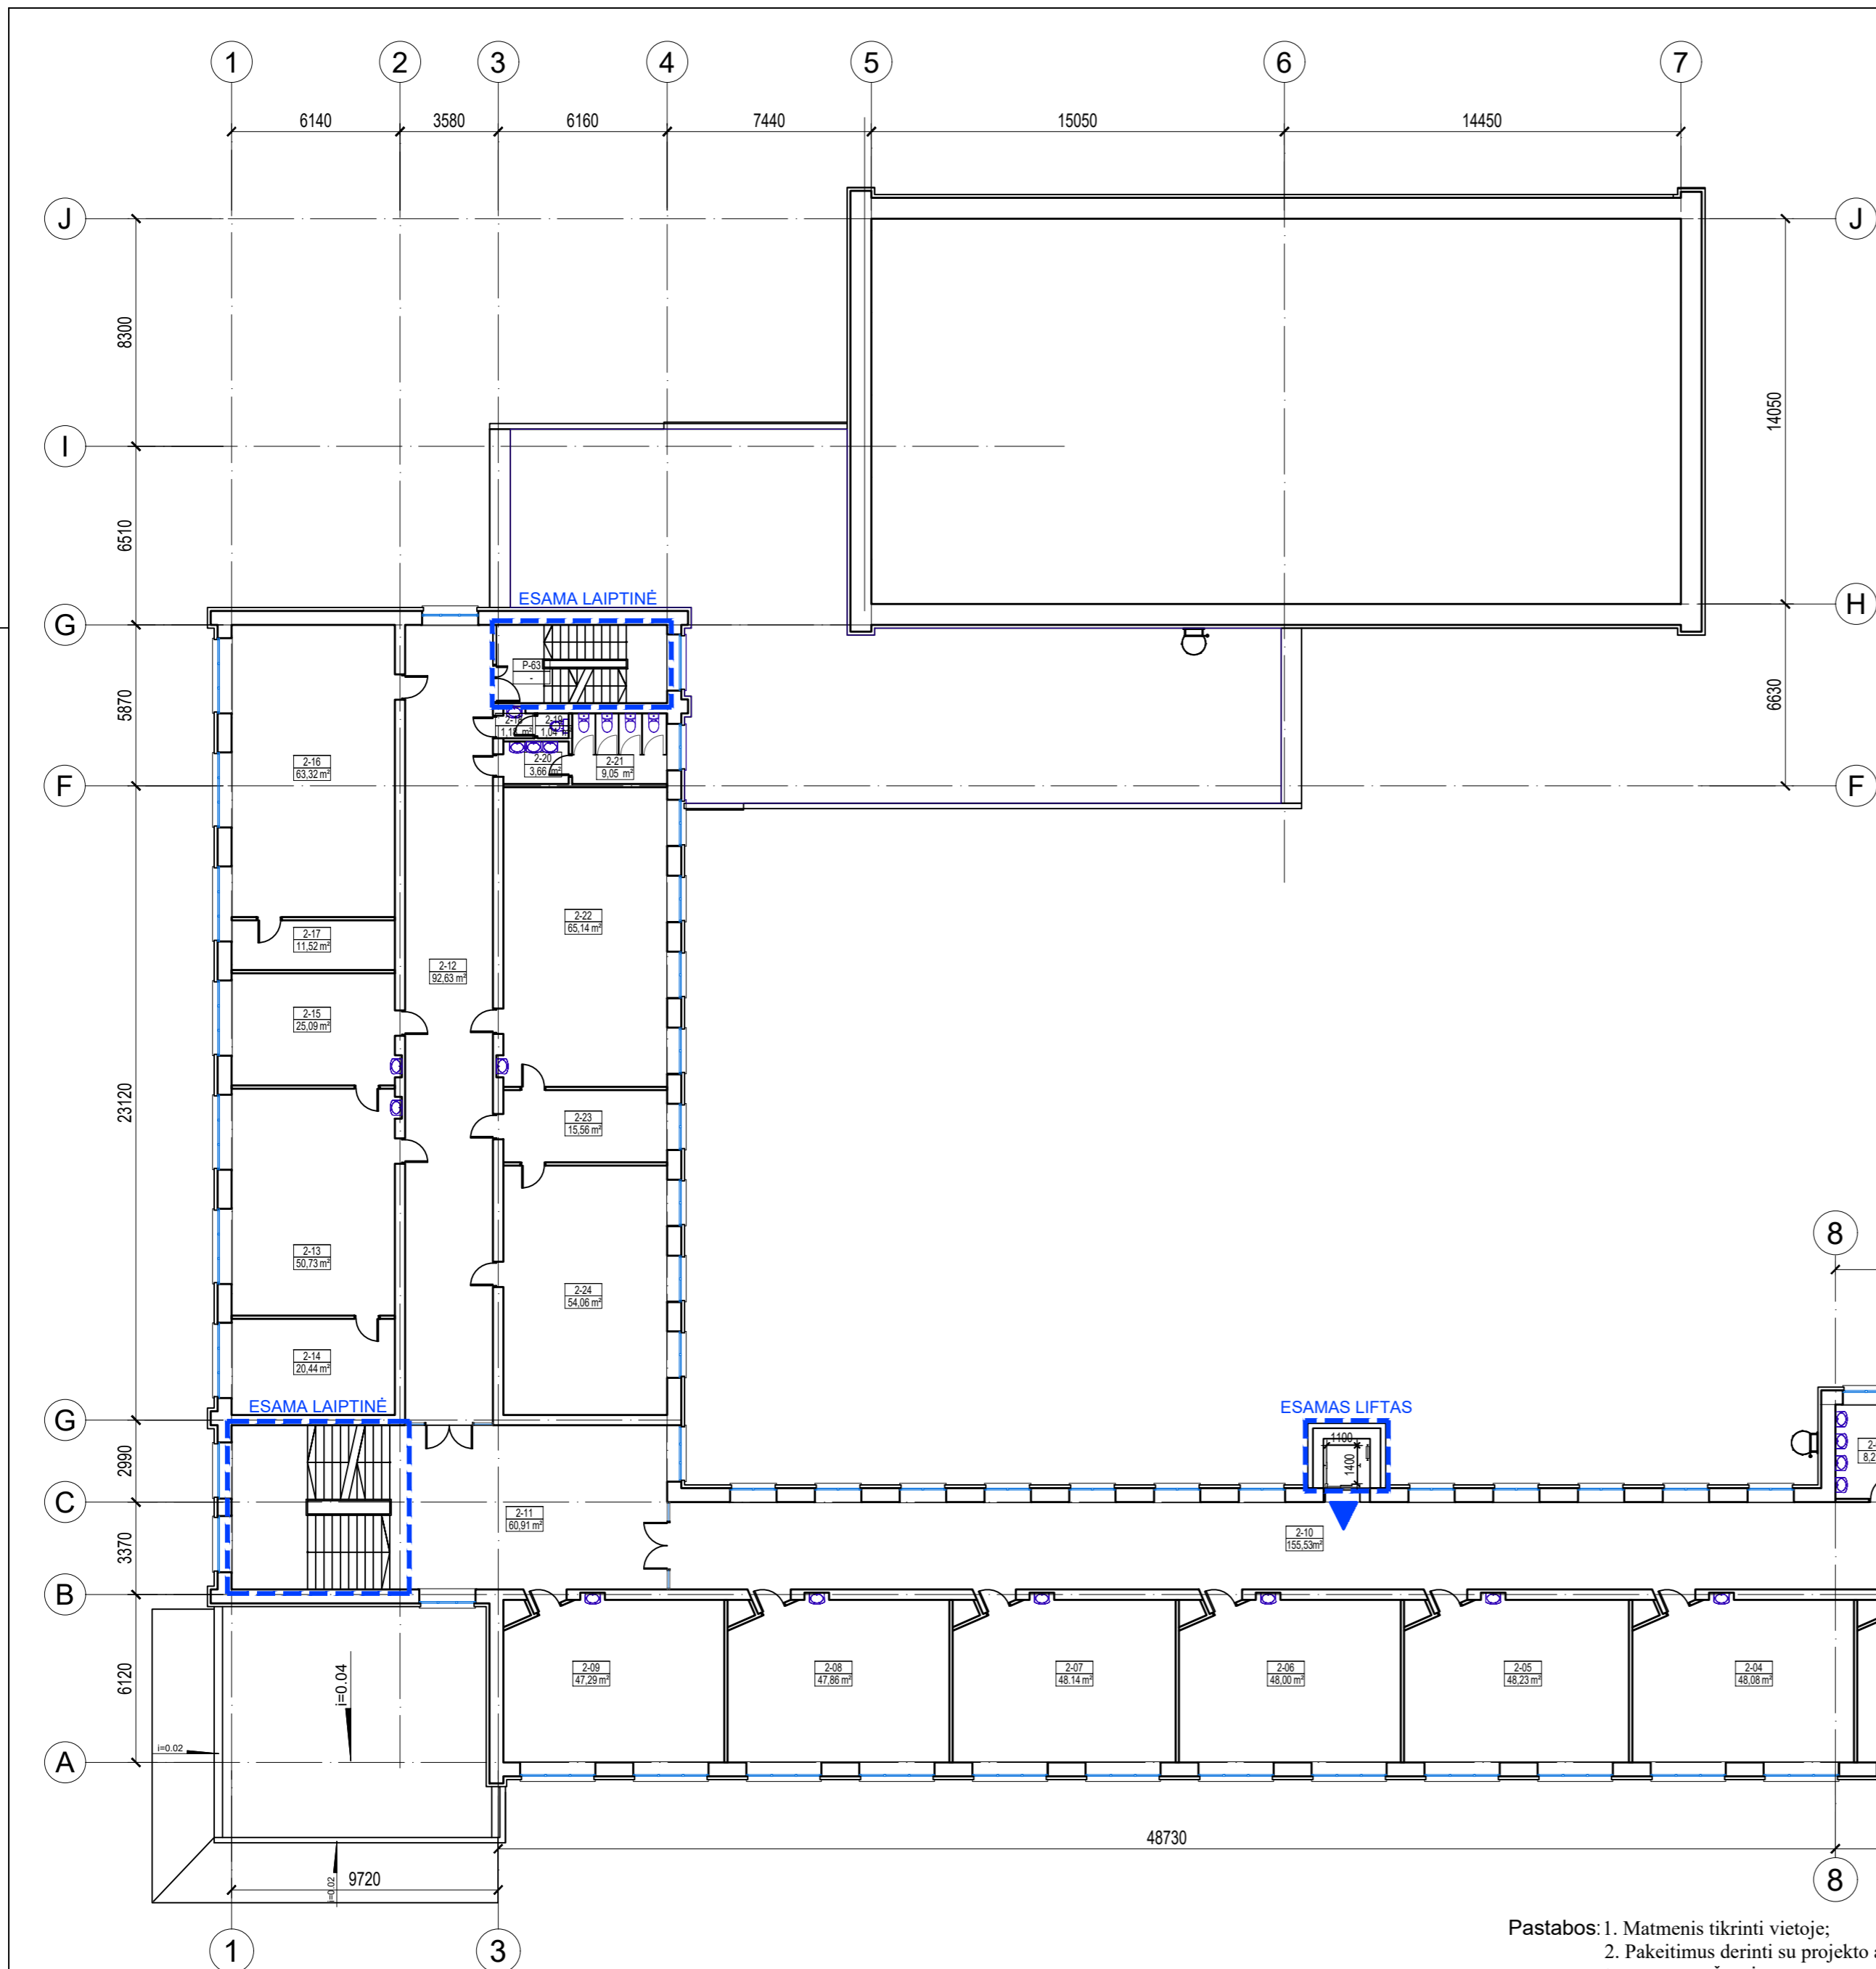 1 2 3 4 5 6 7
6140 3580 6160 7440 15050 14450
J J
8300
14050
I
6510
ESAMA LAIPTINĖ
G H
P-63
-
5870
6630
2-18 2-19
2-20
3,66 m²
2-21
9,05 m²
2-16
63,32 m²
F F
2-22
65,14 m²
2-17
11,52 m²
2-12
92,63 m²
2-15
25,09 m²
23120
2-23
15,56 m²
2-13
50,73 m²
8
2-24
54,06 m²
2-14
20,44 m²
ESAMA LAIPTINĖ
ESAMAS LIFTAS
G
1100
1400
2990
C
2-11
60,91 m²
2-10
155,53m²
3370
B
2-09
47,29 m²
2-08
47,86 m²
2-07
48.14 m²
2-06
48,00 m²
2-05
48,23 m²
2-04
48,08 m²
6120
i=0.04
i=0.02
A
48730
9720
i=0.02
8
1 3
Pastabos: 1. Matmenis tikrinti vietoje;
2. Pakeitimus derinti su projekto